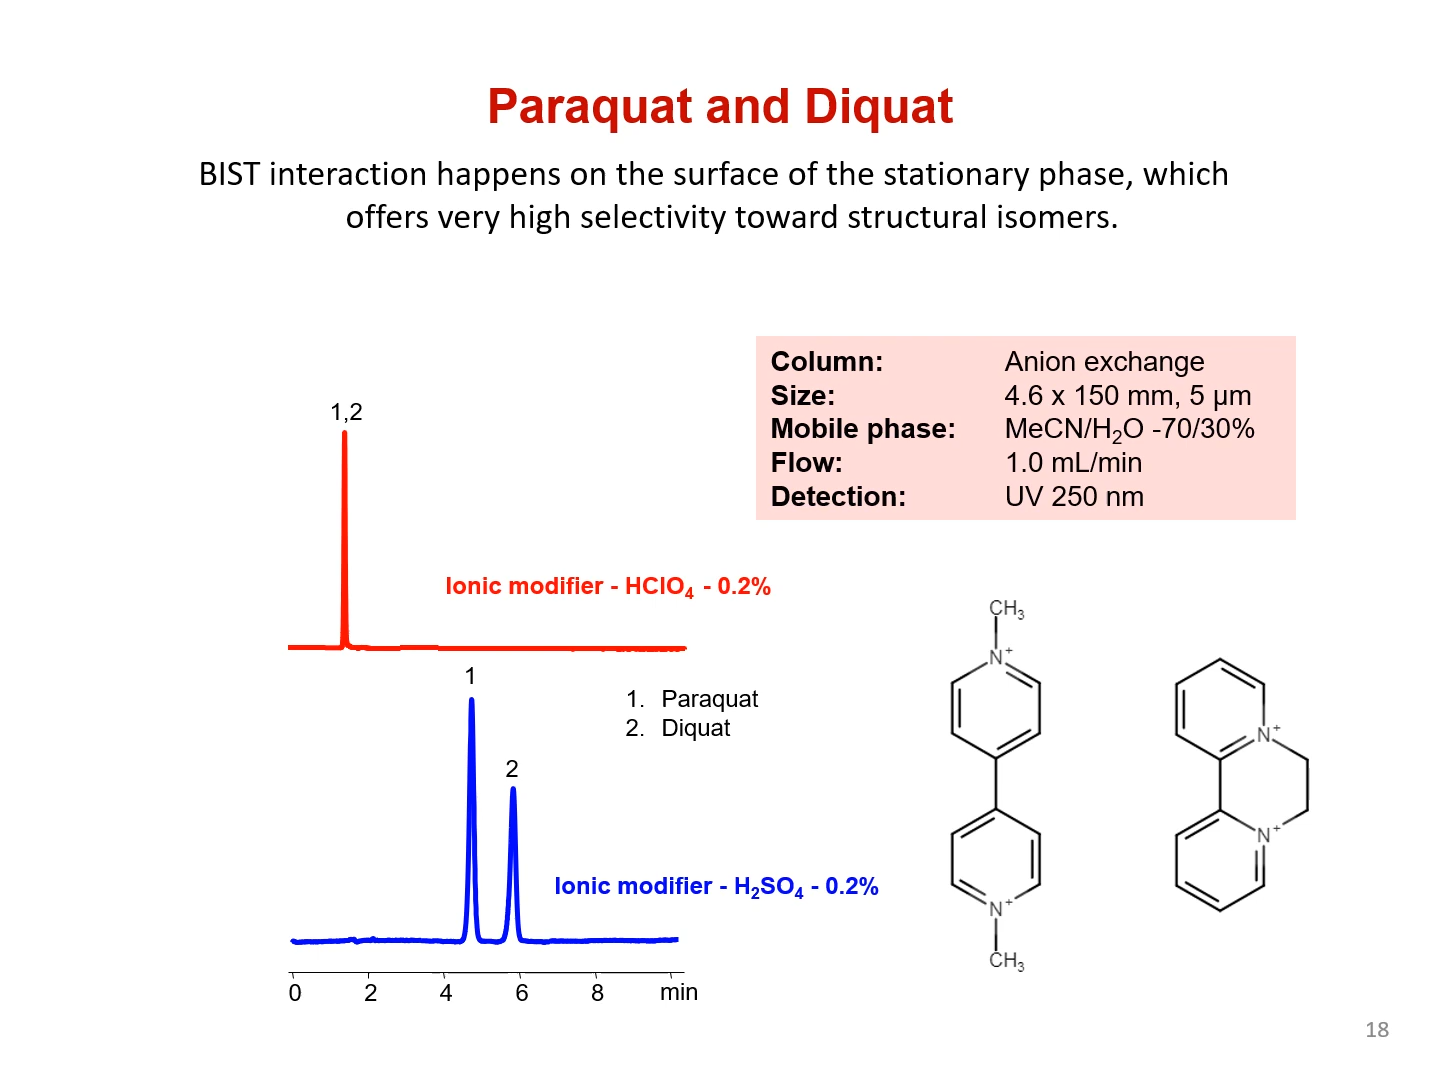 Paraquat and Diquat
BIST interaction happens on the surface of the stationary phase, which
offers very high selectivity toward structural isomers.
Column: Anion exchange
Size: 4.6 x 150 mm, 5 µm
Mobile phase: MeCN/H₂O -70/30%
Flow: 1.0 mL/min
Detection: UV 250 nm
1,2
Ionic modifier - HClO₄ - 0.2%
1
1. Paraquat
2. Diquat
2
Ionic modifier - H₂SO₄ - 0.2%
0 2 4 6 8 min
CH₃
N⁺
N⁺
CH₃
N⁺
N⁺
18